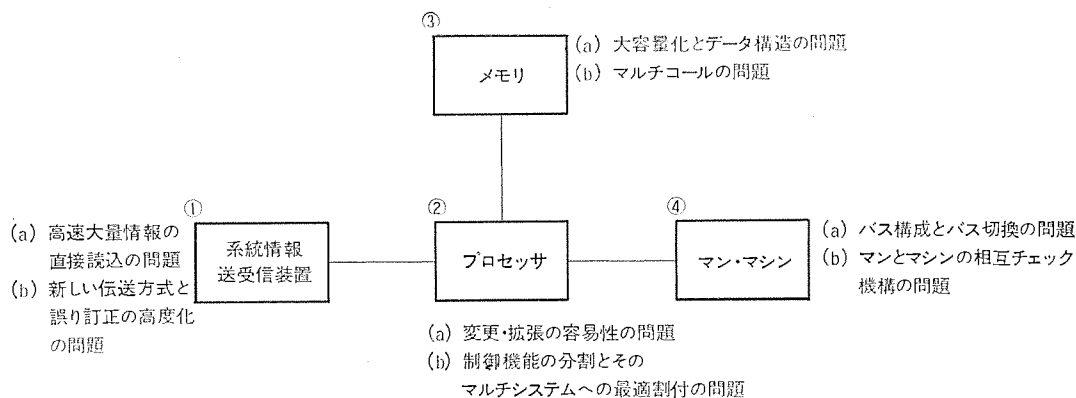 ③
メモリ
(a) 大容量化とデータ構造の問題
(b) マルチコールの問題
①
系統情報
送受信装置
(a) 高速大量情報の
直接読込の問題
(b) 新しい伝送方式と
誤り訂正の高度化
の問題
②
プロセッサ
(a) 変更・拡張の容易性の問題
(b) 制御機能の分割とその
マルチシステムへの最適割付の問題
④
マン・マシン
(a) バス構成とバス切換の問題
(b) マンとマシンの相互チェック
機構の問題